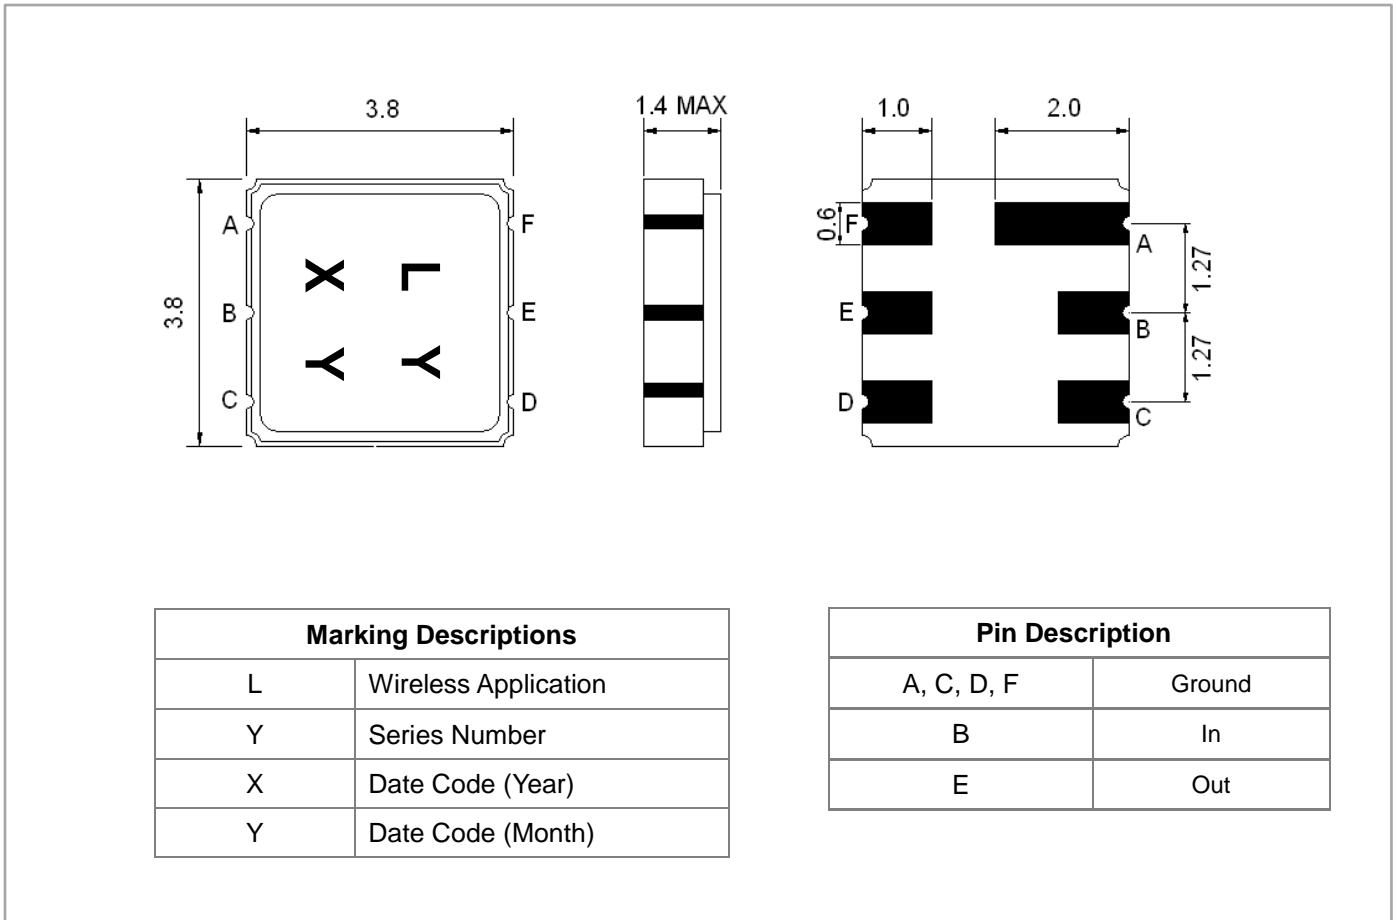 3.8
1.4 MAX
1.0
2.0
3.8
A
B
C
F
E
D
X
L
Y
Y
0.6
F
E
D
A
B
C
1.27
1.27
Marking Descriptions
L Wireless Application
Y Series Number
X Date Code (Year)
Y Date Code (Month)
Pin Description
A, C, D, F Ground
B In
E Out